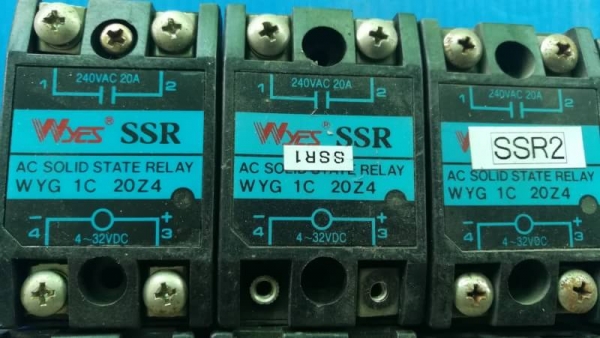 1 240VAC 20A 2
WYES® SSR
AC SOLID STATE RELAY
WYG 1C 20Z4
- +
4 4~32VDC 3
1 240VAC 20A 2
WYES® SSR
SSR1
AC SOLID STATE RELAY
WYG 1C 20Z4
- +
4 4~32VDC 3
1 240VAC 20A 2
SSR2
AC SOLID STATE RELAY
WYG 1C 20Z4
- +
4 4~32VDC 3